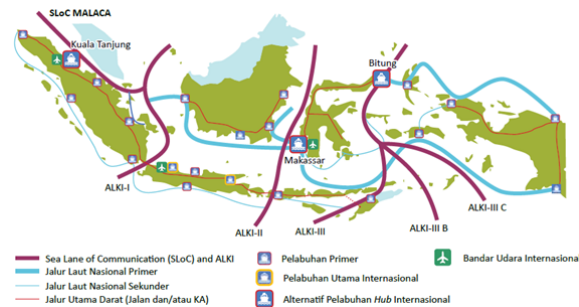 SLoC MALACA
Kuala Tanjung
Bitung
Makassar
ALKI-I
ALKI-II
ALKI-III
ALKI-III B
ALKI-III C
Sea Lane of Communication (SLoC) and ALKI
Jalur Laut Nasional Primer
Jalur Laut Nasional Sekunder
Jalur Utama Darat (Jalan dan/atau KA)
Pelabuhan Primer
Pelabuhan Utama Internasional
Alternatif Pelabuhan Hub Internasional
Bandar Udara Internasional